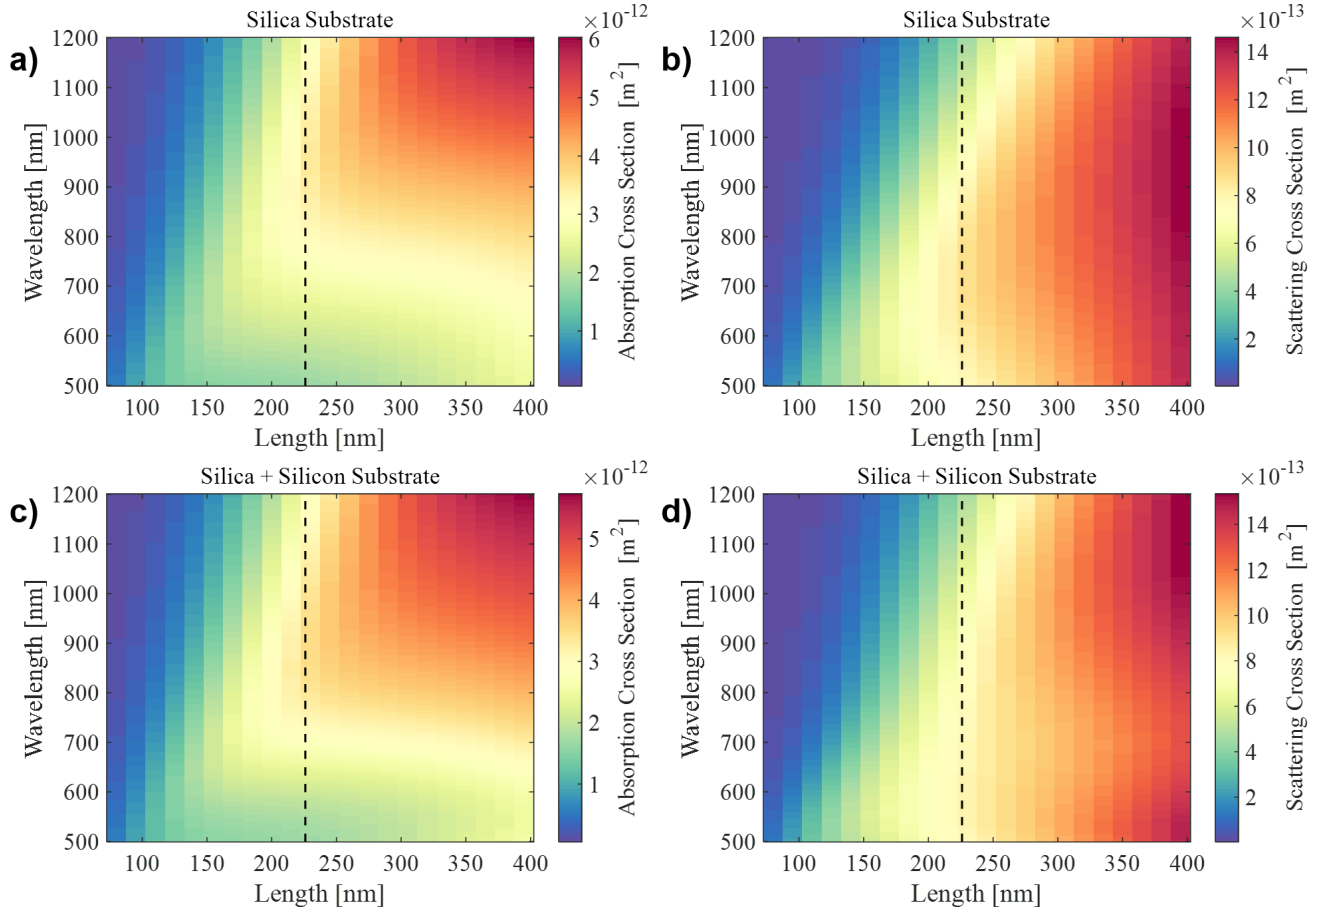 a)
Silica Substrate
×10⁻¹²
Wavelength [nm]
1200
1100
1000
900
800
700
600
500
100 150 200 250 300 350 400
Length [nm]
6
5
4
3
2
1
Absorption Cross Section [m²]
b)
Silica Substrate
×10⁻¹³
Wavelength [nm]
1200
1100
1000
900
800
700
600
500
100 150 200 250 300 350 400
Length [nm]
14
12
10
8
6
4
2
Scattering Cross Section [m²]
c)
Silica + Silicon Substrate
×10⁻¹²
Wavelength [nm]
1200
1100
1000
900
800
700
600
500
100 150 200 250 300 350 400
Length [nm]
5
4
3
2
1
Absorption Cross Section [m²]
d)
Silica + Silicon Substrate
×10⁻¹³
Wavelength [nm]
1200
1100
1000
900
800
700
600
500
100 150 200 250 300 350 400
Length [nm]
14
12
10
8
6
4
2
Scattering Cross Section [m²]